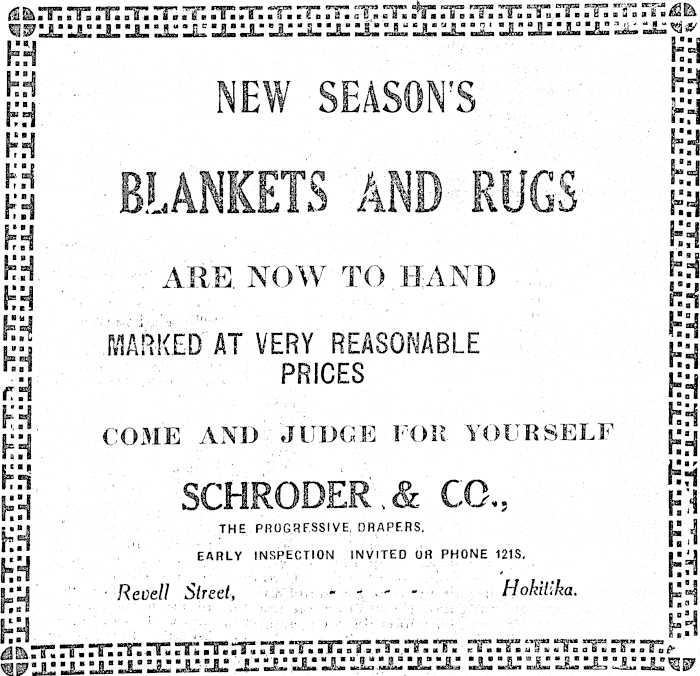 NEW SEASON'S
BLANKETS AND RUGS
ARE NOW TO HAND
MARKED AT VERY REASONABLE
PRICES
COME AND JUDGE FOR YOURSELF
SCHRODER & CO.,
THE PROGRESSIVE DRAPERS.
EARLY INSPECTION INVITED OR PHONE 121S.
Revell Street, - - - - Hokitika.